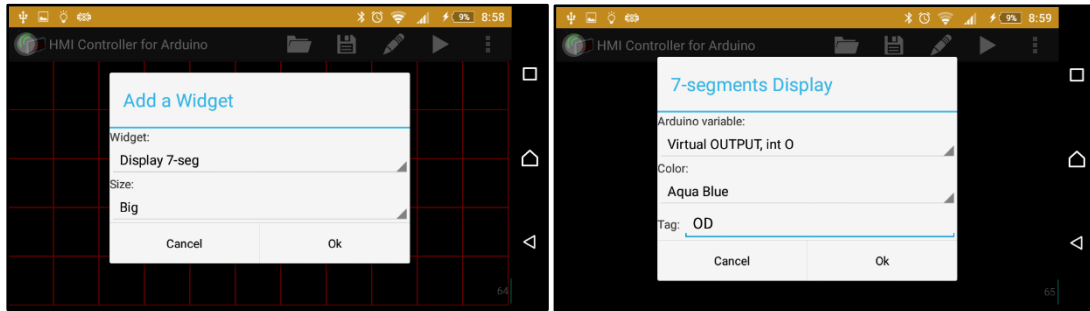 9% 8:58
HMI Controller for Arduino
Add a Widget
Widget:
Display 7-seg
Size:
Big
Cancel Ok
64
9% 8:59
HMI Controller for Arduino
7-segments Display
Arduino variable:
Virtual OUTPUT, int O
Color:
Aqua Blue
Tag: OD
Cancel Ok
65